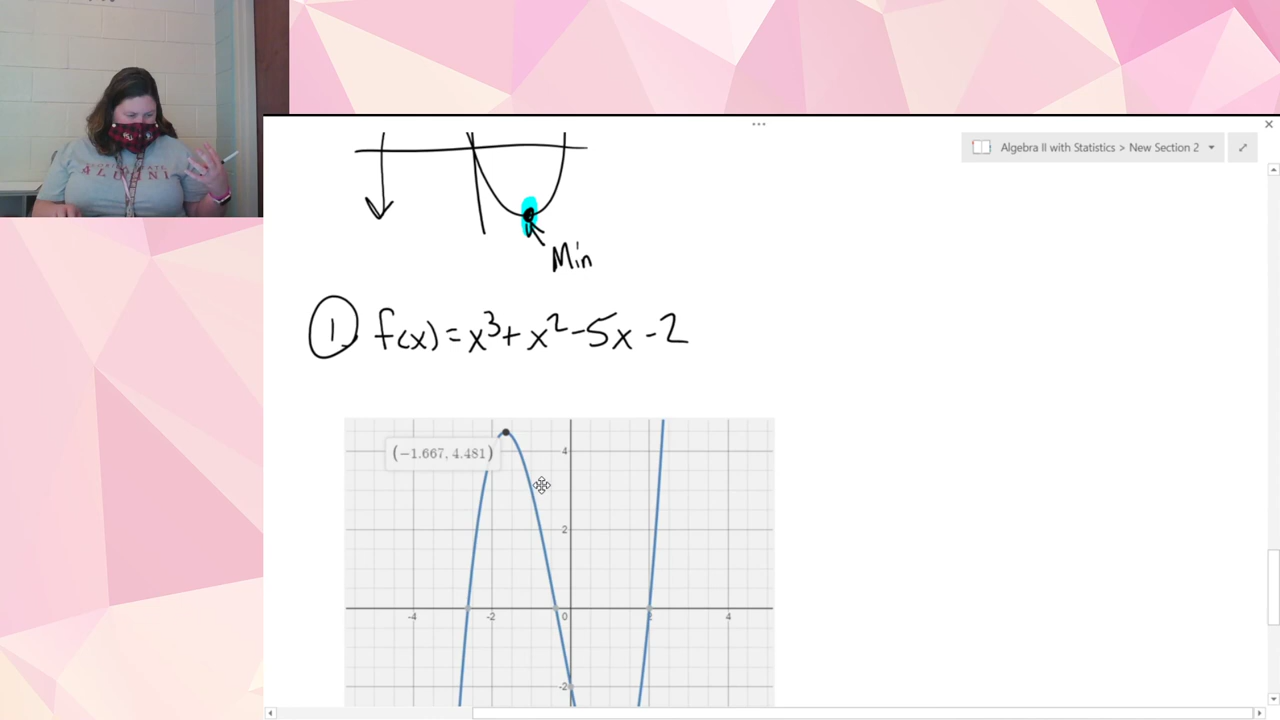 ALUMNI
Algebra II with Statistics > New Section 2
Min
① f(x) = x³ + x² - 5x - 2
(−1.667, 4.481)
4
2
-4 -2 0 2 4
-2